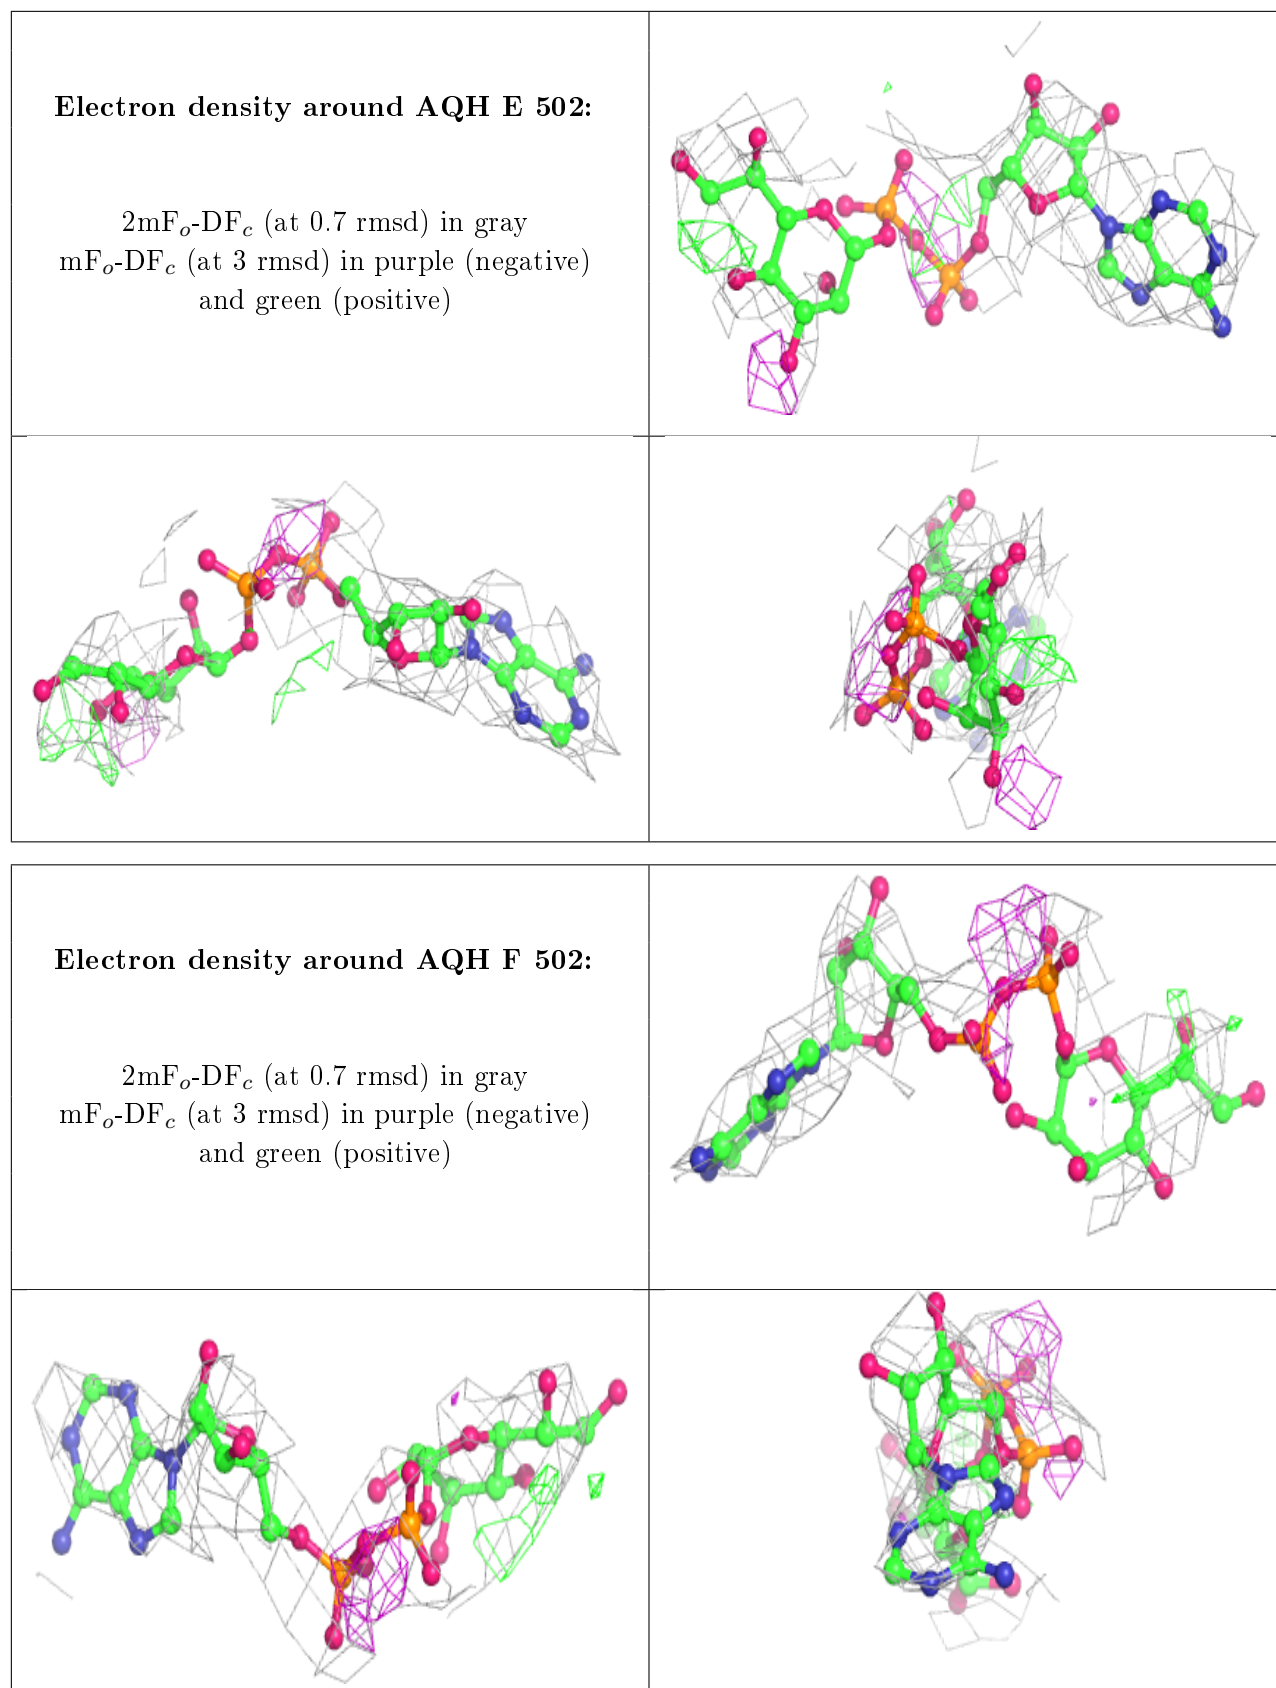 Electron density around AQH E 502:
2mFo-DFc (at 0.7 rmsd) in gray
mFo-DFc (at 3 rmsd) in purple (negative)
and green (positive)
Electron density around AQH F 502:
2mFo-DFc (at 0.7 rmsd) in gray
mFo-DFc (at 3 rmsd) in purple (negative)
and green (positive)